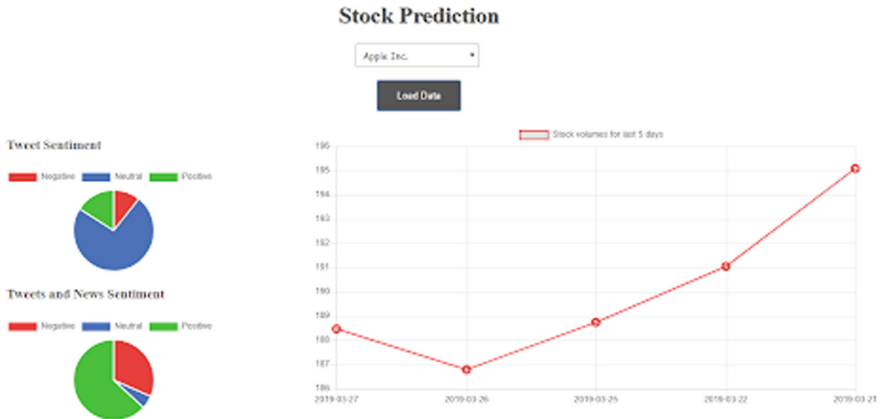 Stock Prediction
Apple Inc.
Load Data
Tweet Sentiment
Negative Neutral Positive
Tweets and News Sentiment
Negative Neutral Positive
Stock volumes for last 5 days
196
195
194
193
192
191
190
189
188
187
186
2019-03-27 2019-03-26 2019-03-25 2019-03-22 2019-03-21